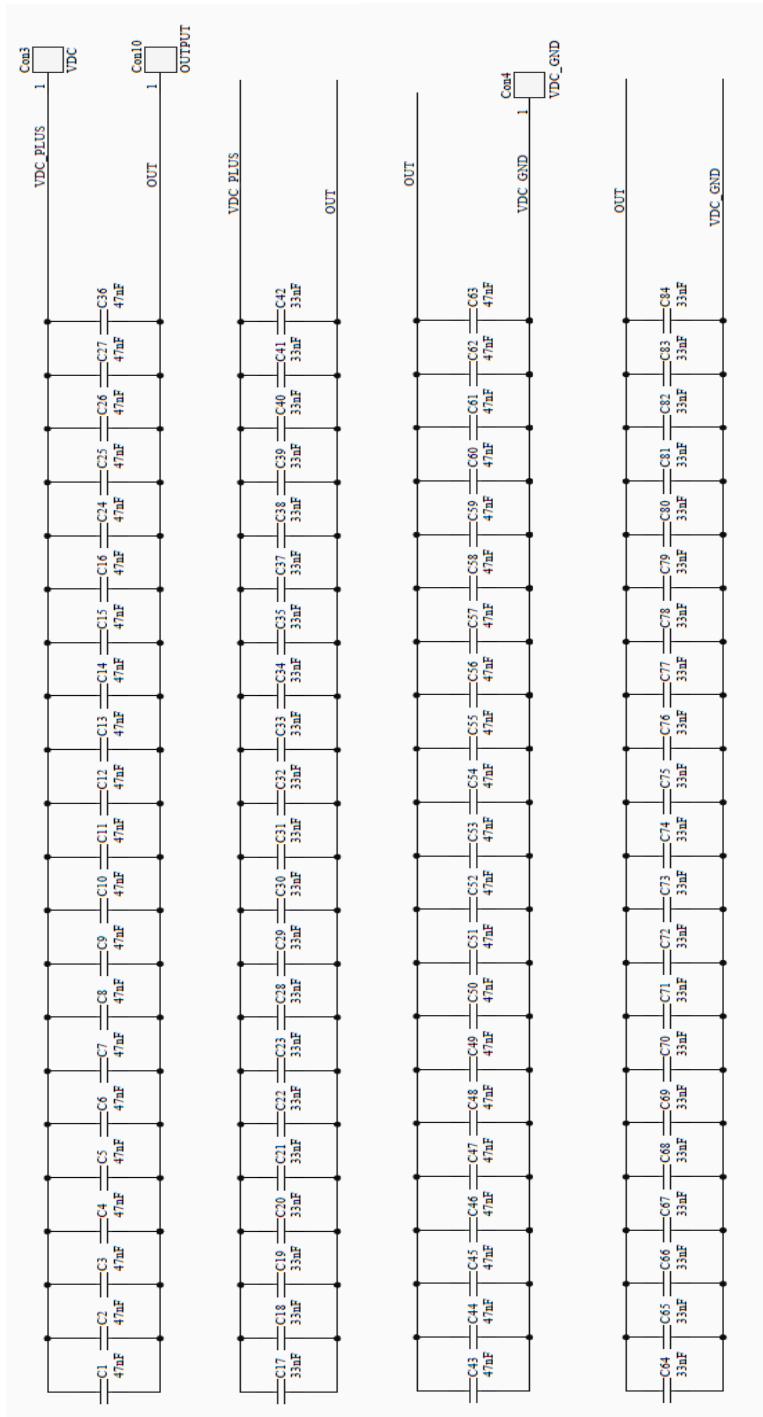 Con3
VDC
1
VDC_PLUS
Con10
OUTPUT
1
OUT
C36
47nF
C27
47nF
C26
47nF
C25
47nF
C24
47nF
C16
47nF
C15
47nF
C14
47nF
C13
47nF
C12
47nF
C11
47nF
C10
47nF
C9
47nF
C8
47nF
C7
47nF
C6
47nF
C5
47nF
C4
47nF
C3
47nF
C2
47nF
C1
47nF
VDC_PLUS
OUT
C42
33nF
C41
33nF
C40
33nF
C39
33nF
C38
33nF
C37
33nF
C35
33nF
C34
33nF
C33
33nF
C32
33nF
C31
33nF
C30
33nF
C29
33nF
C28
33nF
C23
33nF
C22
33nF
C21
33nF
C20
33nF
C19
33nF
C18
33nF
C17
33nF
OUT
Con4
VDC_GND
1
VDC_GND
C63
47nF
C62
47nF
C61
47nF
C60
47nF
C59
47nF
C58
47nF
C57
47nF
C56
47nF
C55
47nF
C54
47nF
C53
47nF
C52
47nF
C51
47nF
C50
47nF
C49
47nF
C48
47nF
C47
47nF
C46
47nF
C45
47nF
C44
47nF
C43
47nF
OUT
VDC_GND
C84
33nF
C83
33nF
C82
33nF
C81
33nF
C80
33nF
C79
33nF
C78
33nF
C77
33nF
C76
33nF
C75
33nF
C74
33nF
C73
33nF
C72
33nF
C71
33nF
C70
33nF
C69
33nF
C68
33nF
C67
33nF
C66
33nF
C65
33nF
C64
33nF